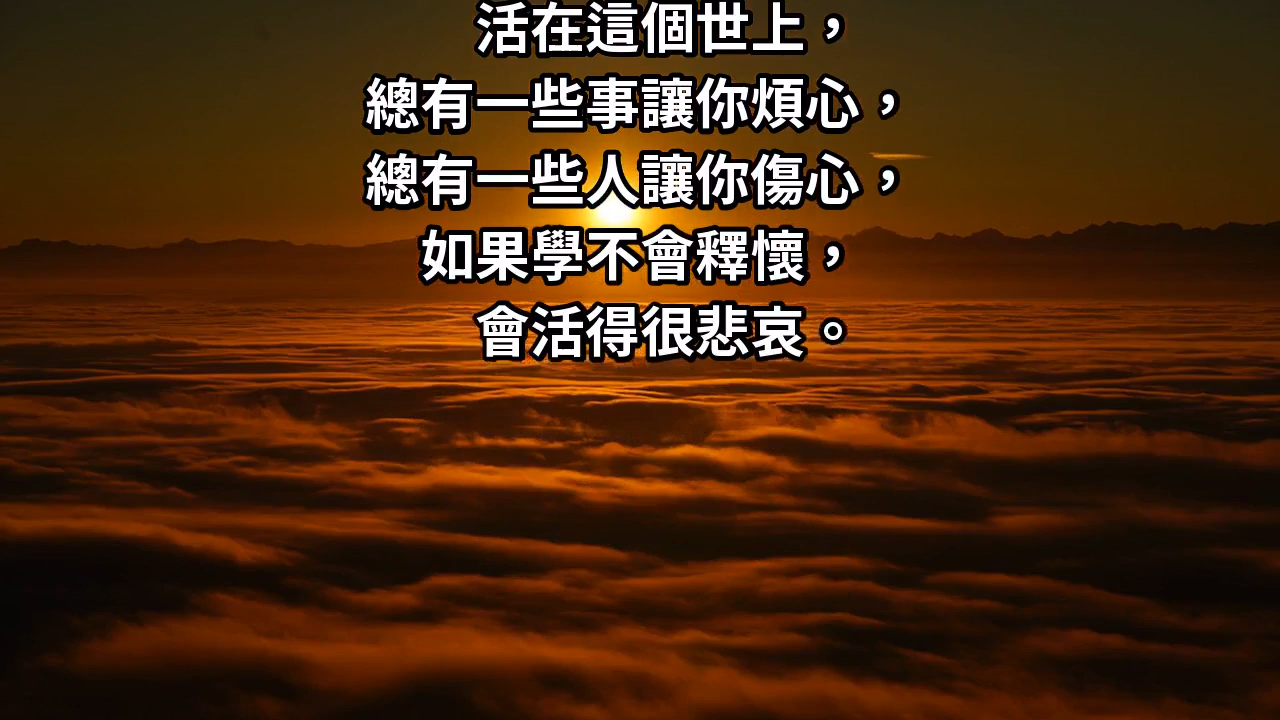 活在這個世上，
總有一些事讓你煩心，
總有一些人讓你傷心，
如果學不會釋懷，
會活得很悲哀。